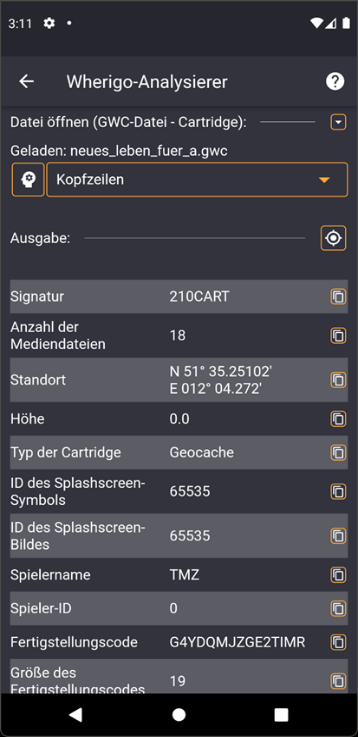 3:11
Wherigo-Analysierer
Datei öffnen (GWC-Datei - Cartridge):
Geladen: neues_leben_fuer_a.gwc
Kopfzeilen
Ausgabe:
Signatur 210CART
Anzahl der
Mediendateien 18
Standort N 51° 35.25102'
E 012° 04.272'
Höhe 0.0
Typ der Cartridge Geocache
ID des Splashscreen-
Symbols 65535
ID des Splashscreen-
Bildes 65535
Spielername TMZ
Spieler-ID 0
Fertigstellungscode G4YDQMJZGE2TIMR
Größe des
Fertigstellungscodes 19